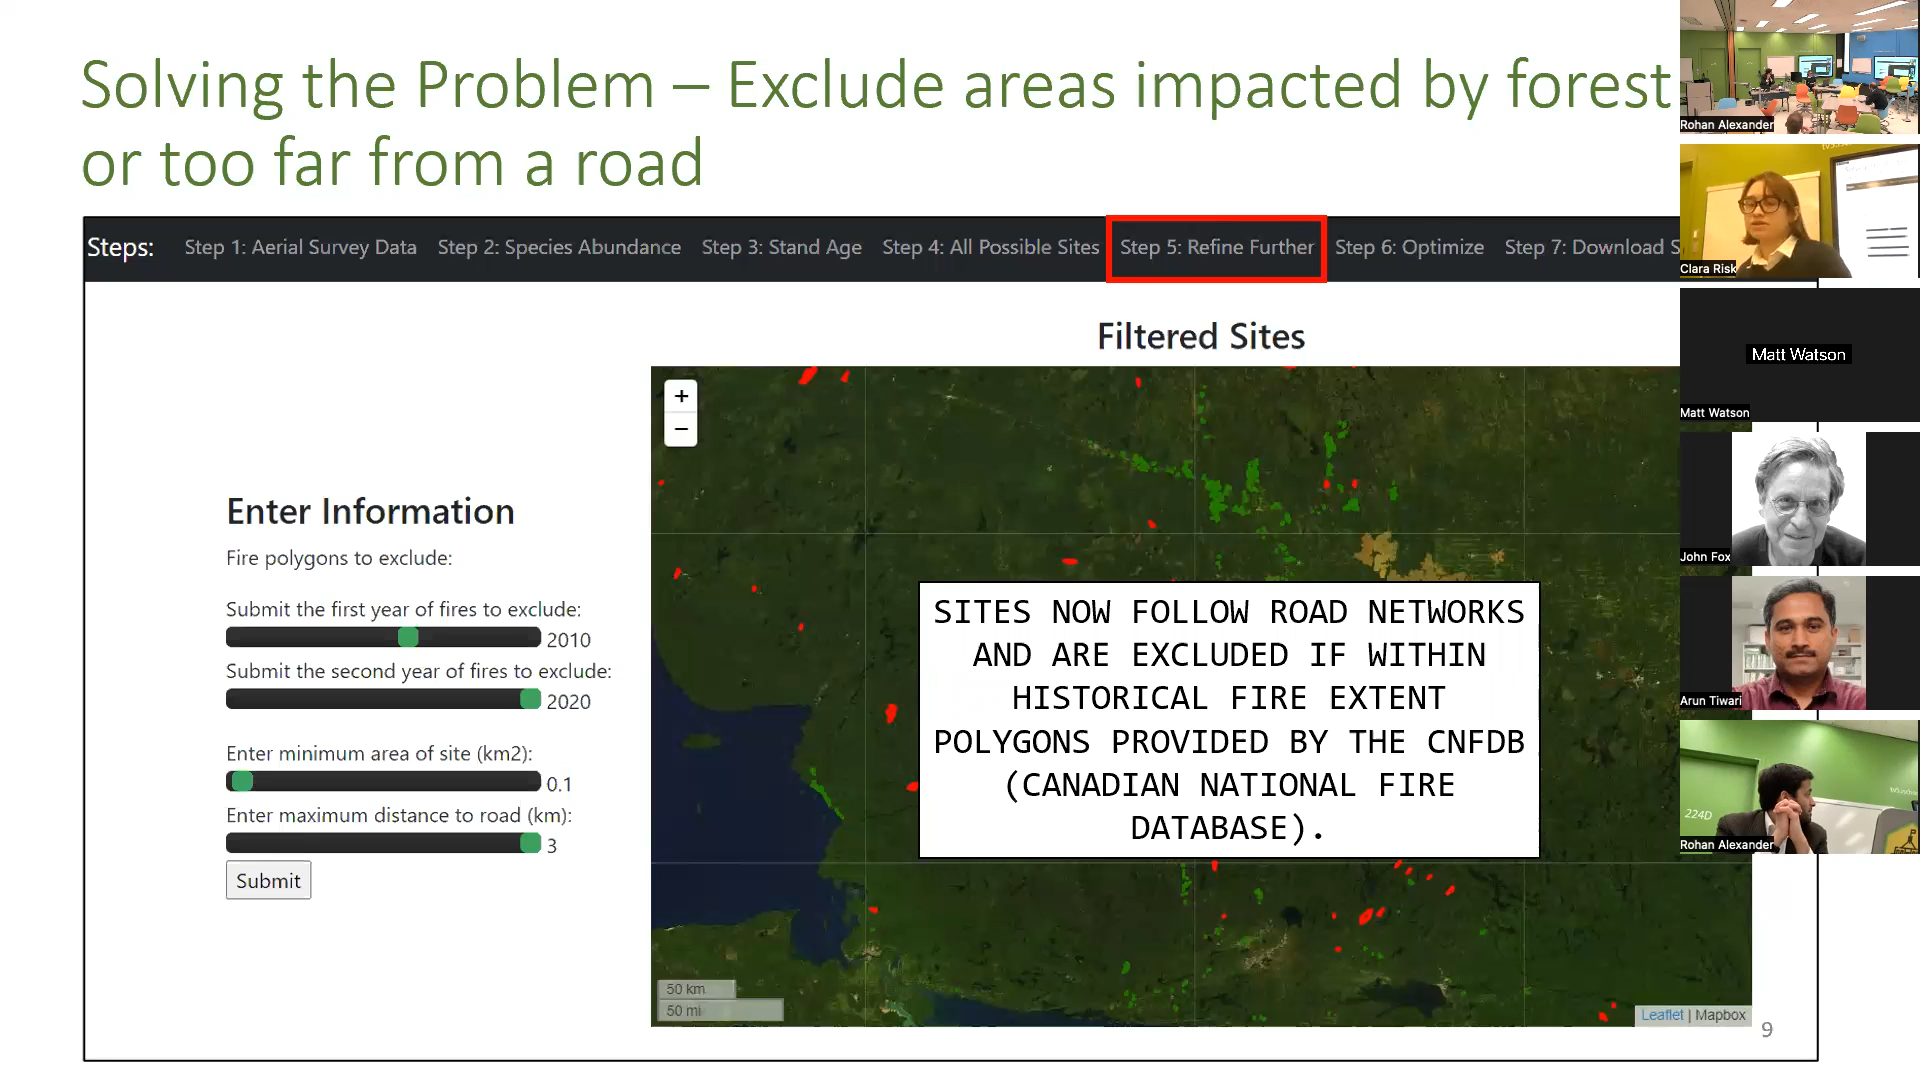 Solving the Problem – Exclude areas impacted by forest
or too far from a road
Steps: Step 1: Aerial Survey Data Step 2: Species Abundance Step 3: Stand Age Step 4: All Possible Sites Step 5: Refine Further Step 6: Optimize Step 7: Download S
Filtered Sites
+
−
Enter Information
Fire polygons to exclude:
Submit the first year of fires to exclude:
2010
Submit the second year of fires to exclude:
2020
Enter minimum area of site (km2):
0.1
Enter maximum distance to road (km):
3
Submit
SITES NOW FOLLOW ROAD NETWORKS
AND ARE EXCLUDED IF WITHIN
HISTORICAL FIRE EXTENT
POLYGONS PROVIDED BY THE CNFDB
(CANADIAN NATIONAL FIRE
DATABASE).
50 km
50 mi
Leaflet | Mapbox
9
Rohan Alexander
Clara Risk
Matt Watson
Matt Watson
John Fox
Arun Tiwari
224D
Rohan Alexander